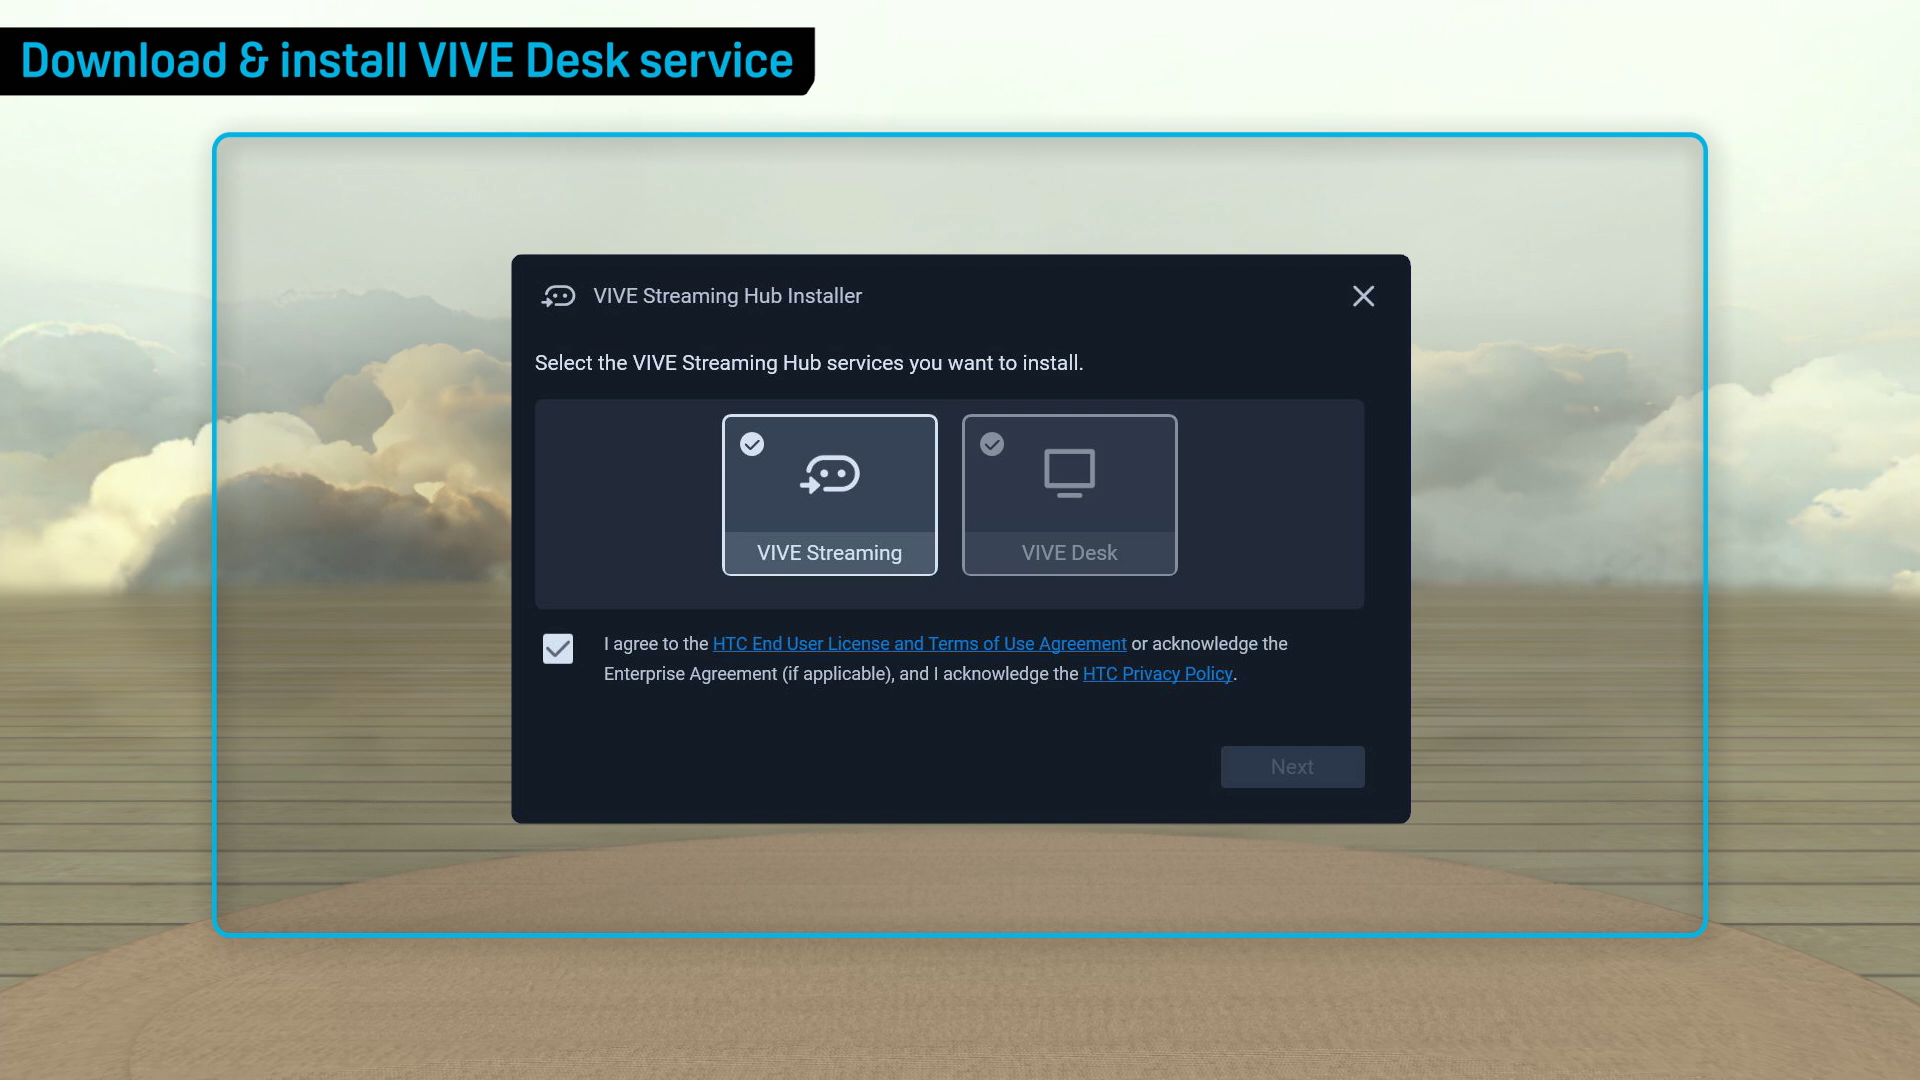 Download & install VIVE Desk service
VIVE Streaming Hub Installer
Select the VIVE Streaming Hub services you want to install.
VIVE Streaming
VIVE Desk
I agree to the HTC End User License and Terms of Use Agreement or acknowledge the
Enterprise Agreement (if applicable), and I acknowledge the HTC Privacy Policy.
Next